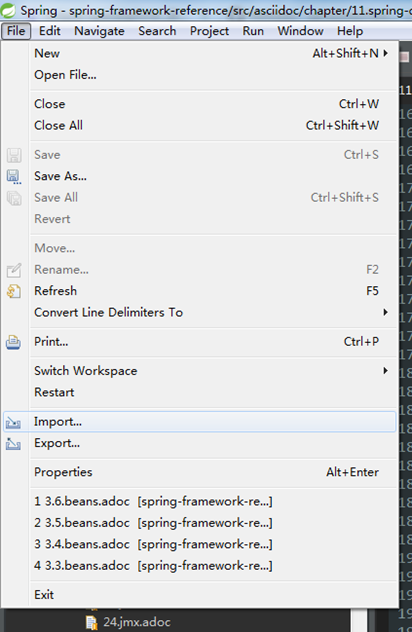 Spring - spring-framework-reference/src/asciidoc/chapter/11.spring-
File Edit Navigate Search Project Run Window Help
New Alt+Shift+N
Open File...
Close Ctrl+W
Close All Ctrl+Shift+W
Save Ctrl+S
Save As...
Save All Ctrl+Shift+S
Revert
Move...
Rename... F2
Refresh F5
Convert Line Delimiters To
Print... Ctrl+P
Switch Workspace
Restart
Import...
Export...
Properties Alt+Enter
1 3.6.beans.adoc [spring-framework-re...]
2 3.5.beans.adoc [spring-framework-re...]
3 3.4.beans.adoc [spring-framework-re...]
4 3.3.beans.adoc [spring-framework-re...]
Exit
24.jmx.adoc